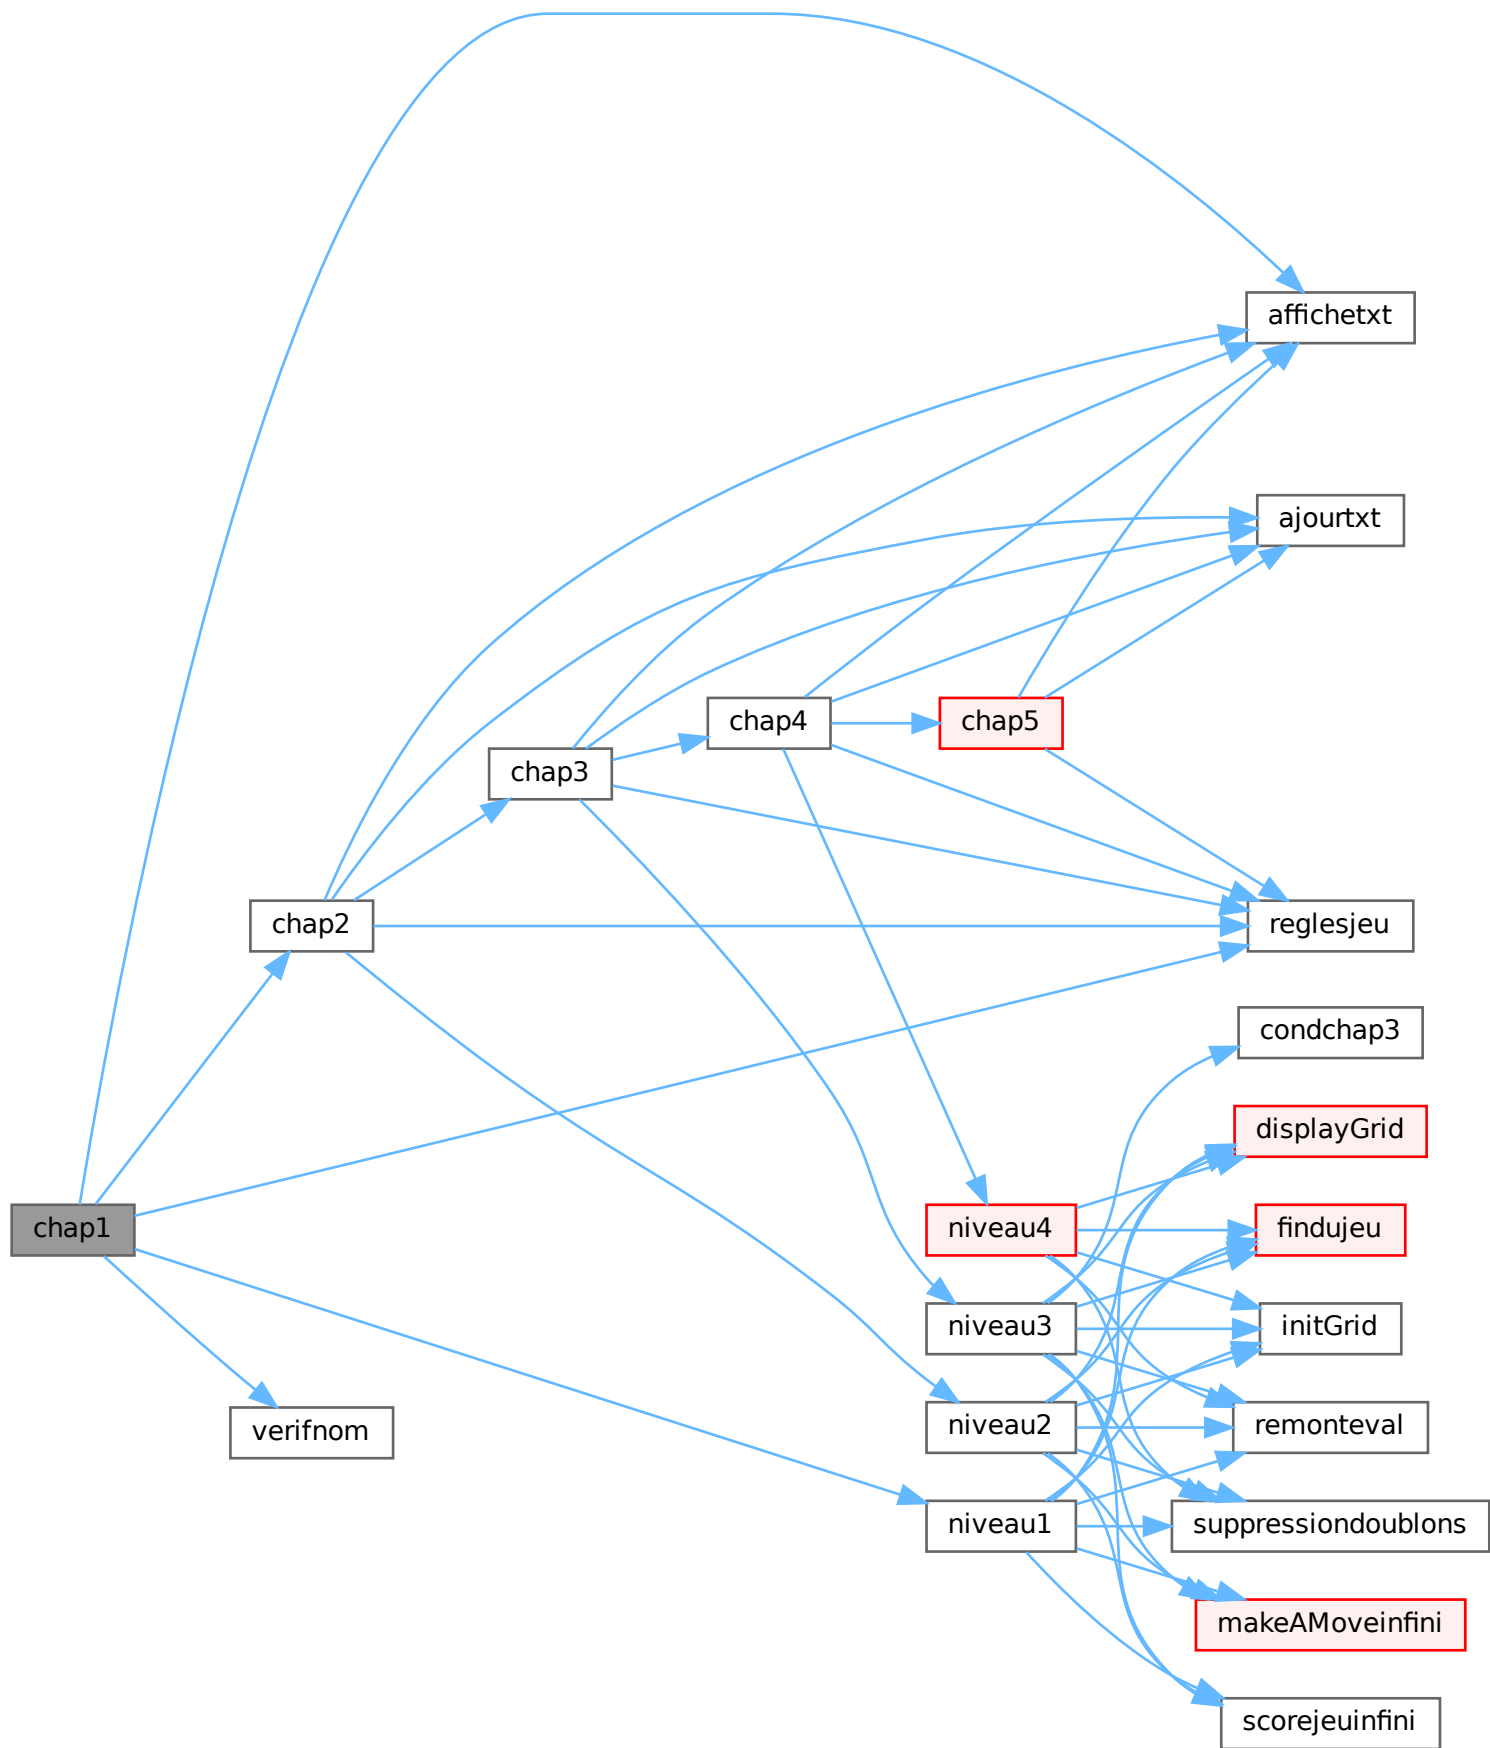 affichetxt
ajourtxt
chap4
chap5
chap3
chap2
reglesjeu
condchap3
displayGrid
chap1
niveau4
findujeu
niveau3
initGrid
verifnom
niveau2
remonteval
niveau1
suppressiondoublons
makeAMoveinfini
scorejeuinfini